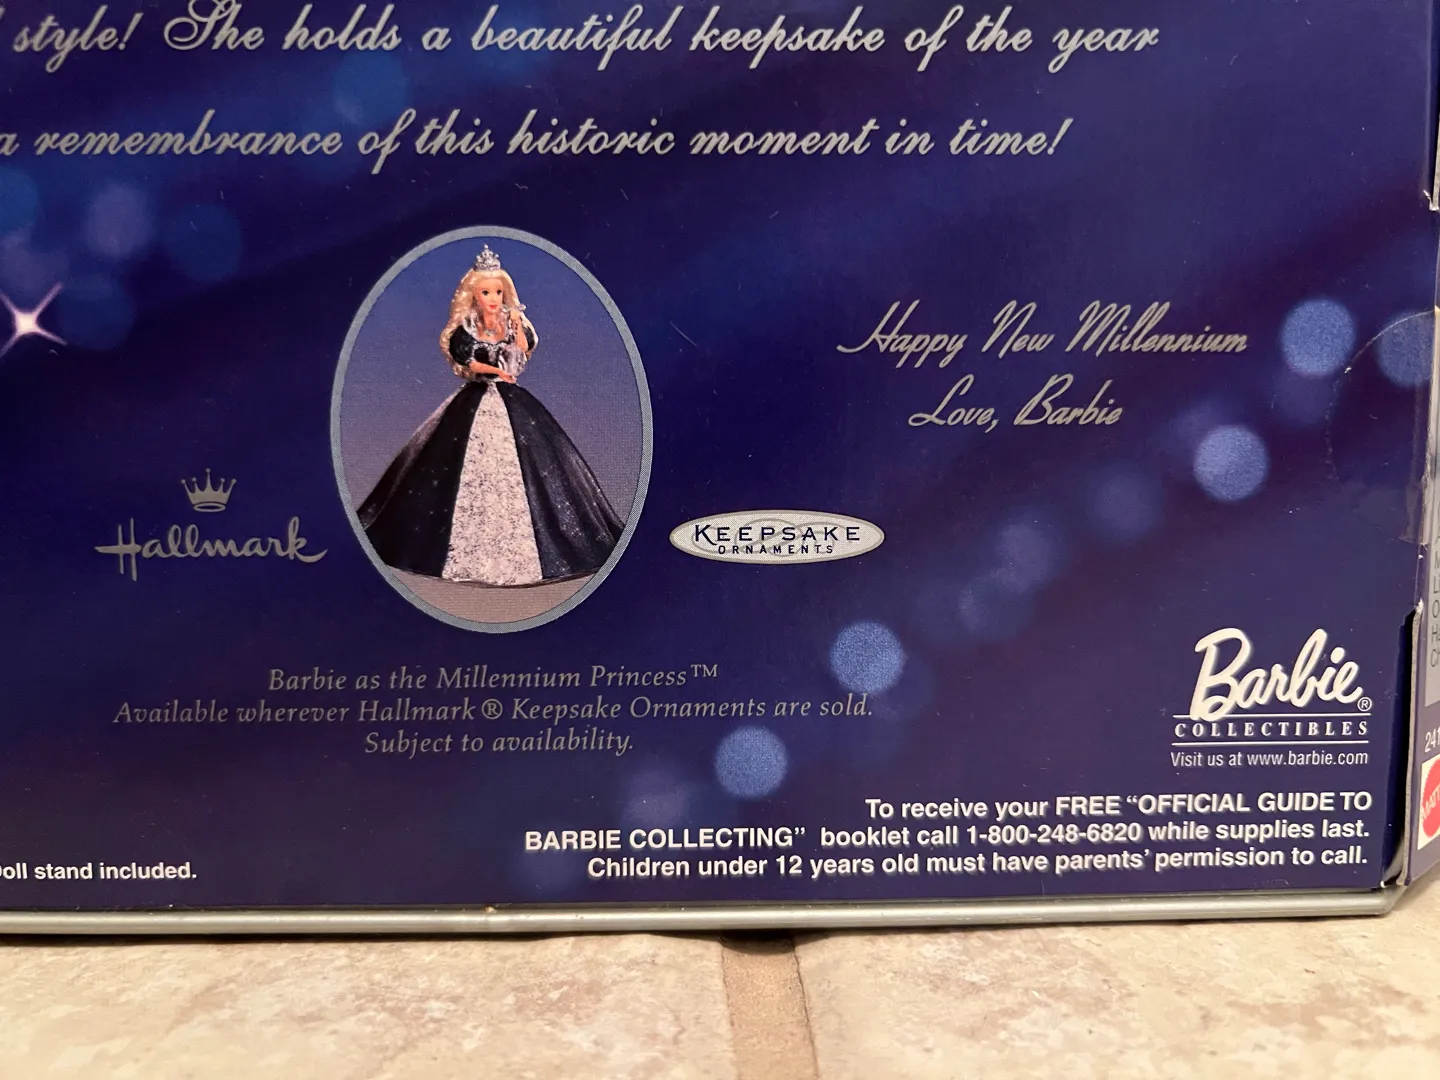 style! She holds a beautiful keepsake of the year
a remembrance of this historic moment in time!
Happy New Millennium
Love, Barbie
Hallmark
KEEPSAKE
ORNAMENTS
Barbie as the Millennium Princess™
Available wherever Hallmark® Keepsake Ornaments are sold.
Subject to availability.
Barbie®
COLLECTIBLES
Visit us at www.barbie.com
To receive your FREE “OFFICIAL GUIDE TO
BARBIE COLLECTING” booklet call 1-800-248-6820 while supplies last.
Children under 12 years old must have parents’ permission to call.
stand included.